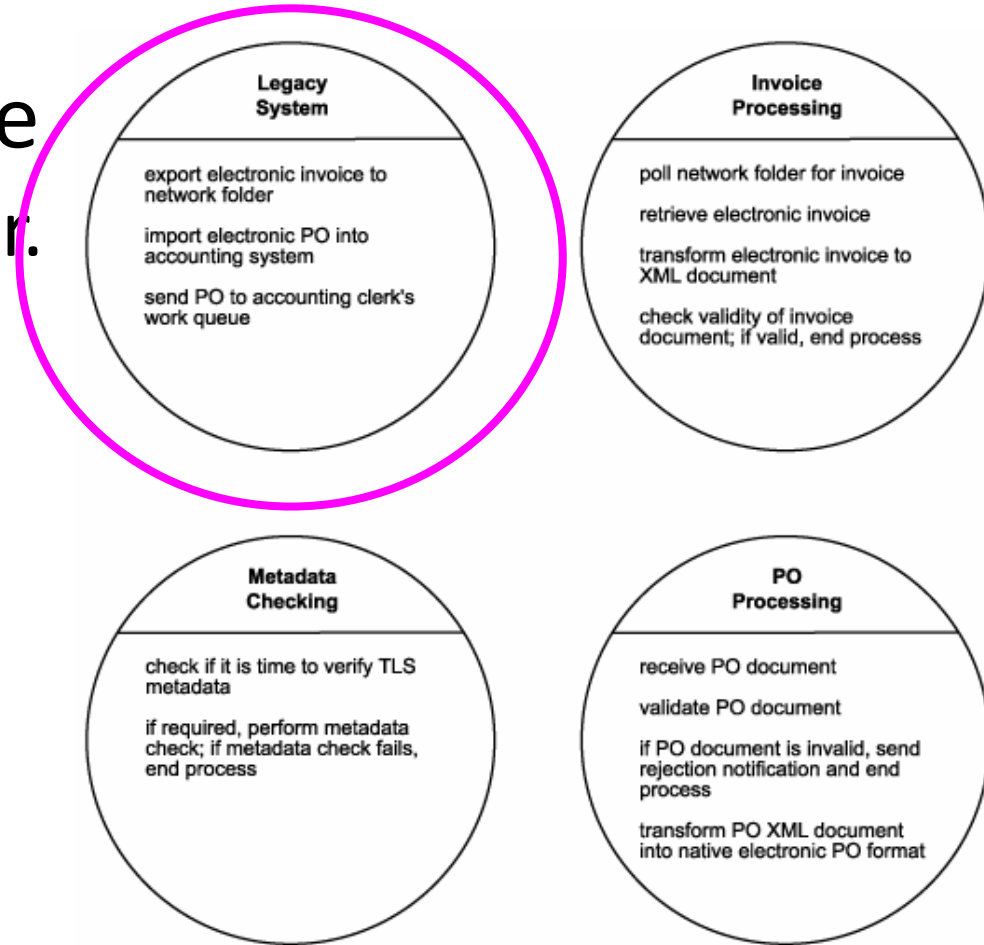 e
r.
Legacy
System
export electronic invoice to
network folder
import electronic PO into
accounting system
send PO to accounting clerk's
work queue
Invoice
Processing
poll network folder for invoice
retrieve electronic invoice
transform electronic invoice to
XML document
check validity of invoice
document; if valid, end process
Metadata
Checking
check if it is time to verify TLS
metadata
if required, perform metadata
check; if metadata check fails,
end process
PO
Processing
receive PO document
validate PO document
if PO document is invalid, send
rejection notification and end
process
transform PO XML document
into native electronic PO format